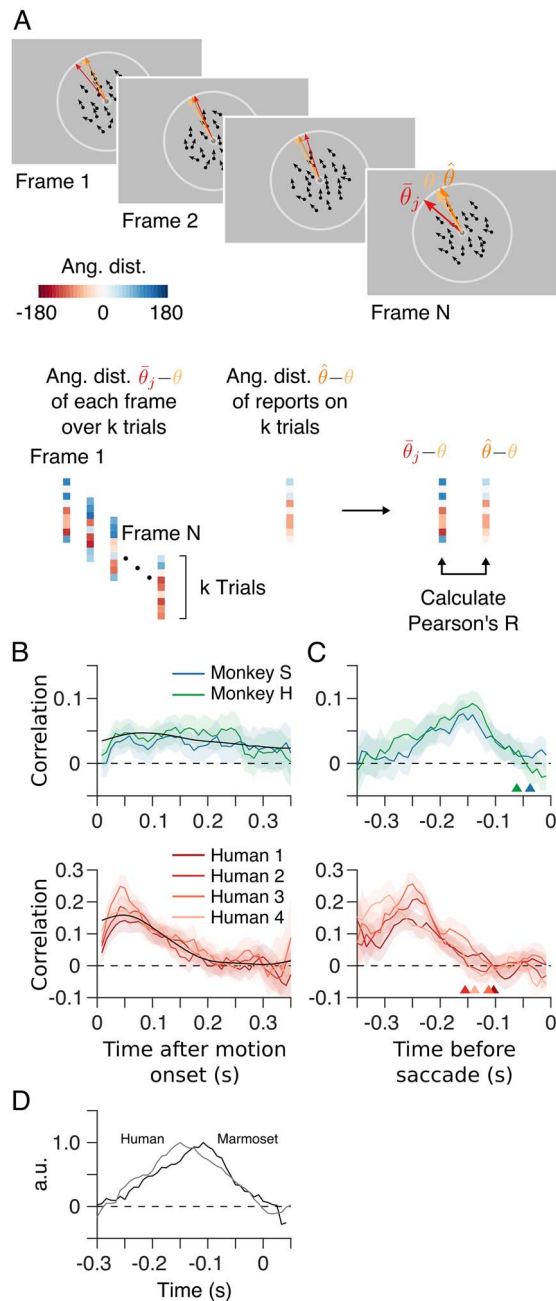 A
Frame 1
Frame 2
θ̄j θ θ̂
Frame N
Ang. dist.
-180 0 180
Ang. dist. θ̄j−θ
of each frame
over k trials
Ang. dist. θ̂−θ
of reports on
k trials
Frame 1
Frame N
k Trials
θ̄j−θ θ̂−θ
Calculate
Pearson's R
B
C
Monkey S
Monkey H
Correlation
0.1
0
0 0.1 0.2 0.3
-0.3 -0.2 -0.1 0
Human 1
Human 2
Human 3
Human 4
Correlation
0.3
0.2
0.1
0
-0.1
0 0.1 0.2 0.3
Time after motion
onset (s)
-0.3 -0.2 -0.1 0
Time before
saccade (s)
D
Human Marmoset
a.u.
1.0
0
-0.3 -0.2 -0.1 0
Time (s)